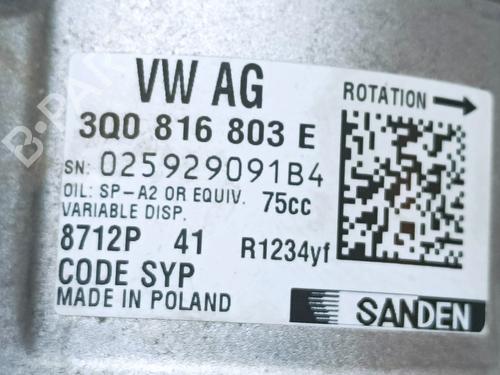 VW AG
ROTATION
3Q0 816 803 E
SN: 025929091B4
OIL: SP-A2 OR EQUIV. 75cc
VARIABLE DISP.
8712P 41 R1234yf
CODE SYP
MADE IN POLAND
SANDEN